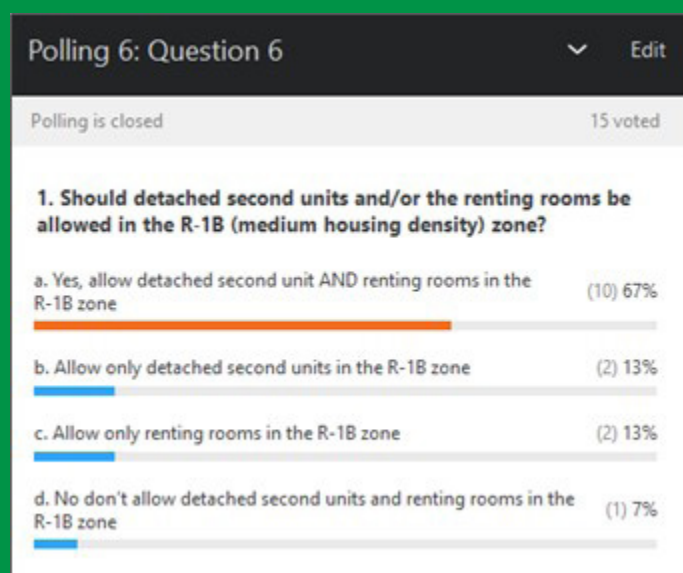 Polling 6: Question 6 Edit
Polling is closed 15 voted
1. Should detached second units and/or the renting rooms be
allowed in the R-1B (medium housing density) zone?
a. Yes, allow detached second unit AND renting rooms in the
R-1B zone
(10) 67%
b. Allow only detached second units in the R-1B zone (2) 13%
c. Allow only renting rooms in the R-1B zone (2) 13%
d. No don't allow detached second units and renting rooms in the
R-1B zone
(1) 7%